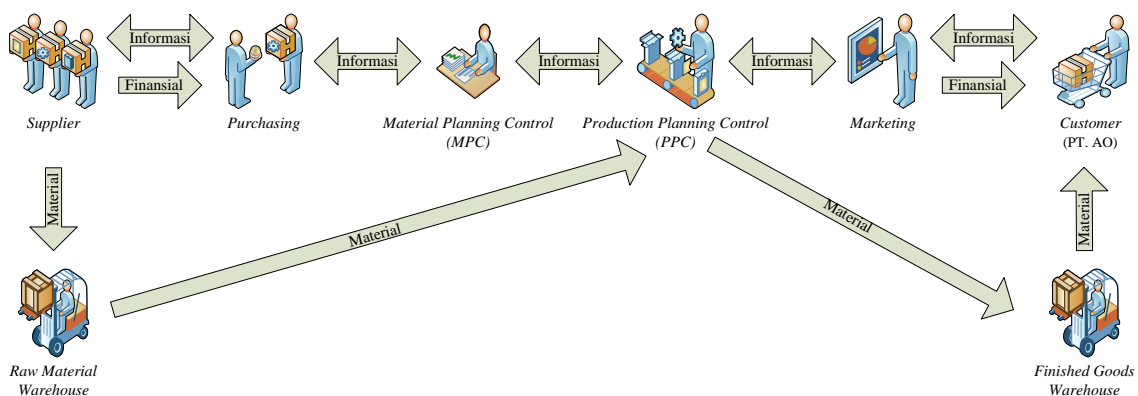 Informasi
Finansial
Informasi
Informasi
Informasi
Informasi
Finansial
Supplier
Purchasing
Material Planning Control
(MPC)
Production Planning Control
(PPC)
Marketing
Customer
(PT. AO)
Material
Material
Material
Material
Raw Material
Warehouse
Finished Goods
Warehouse